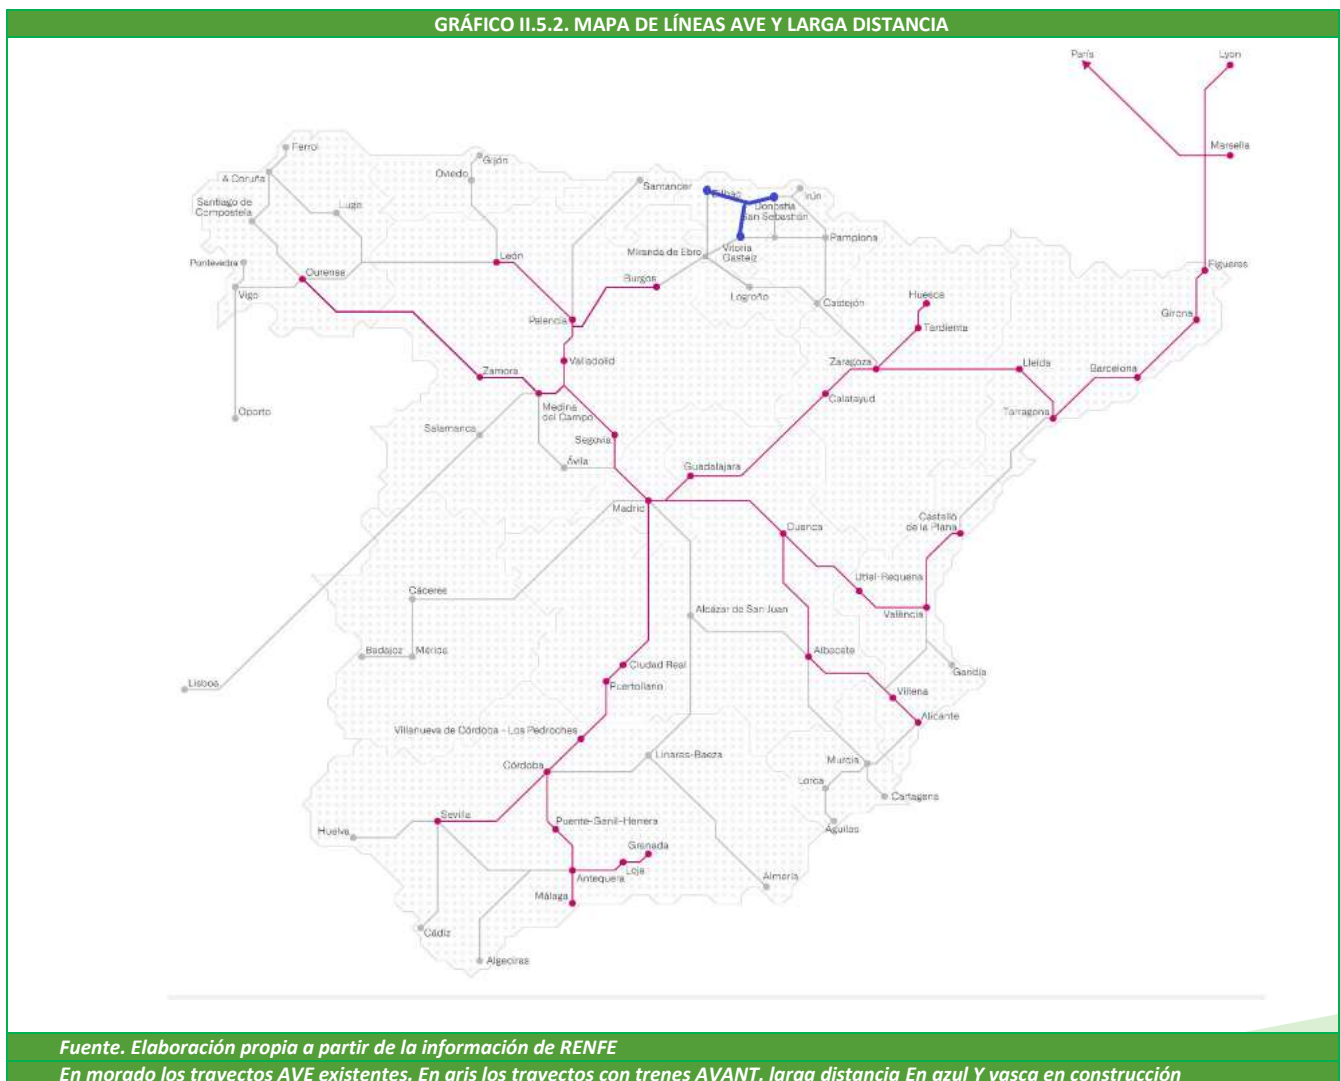 GRÁFICO II.5.2. MAPA DE LÍNEAS AVE Y LARGA DISTANCIA
París
Lyon
Marsella
Ferrol
Gijón
A Coruña
Oviedo
Santander
Santiago de
Compostela
Lugo
Bilbao
Irún
Donostia
San Sebastián
Pontevedra
Ourense
León
Miranda de Ebro
Vitoria
Gasteiz
Pamplona
Vigo
Burgos
Logroño
Castejón
Huesca
Figueras
Palencia
Tardienta
Girona
Valladolid
Zaragoza
Lleida
Barcelona
Zamora
Calatayud
Oporto
Medina
del Campo
Tarragona
Salamanca
Segovia
Ávila
Guadalajara
Madrid
Cuenca
Castelló
de la Plana
Utiel-Requena
Cáceres
Alcázar de San Juan
València
Badajoz
Mérida
Ciudad Real
Albacete
Gandía
Lisboa
Puertollano
Villena
Alicante
Villanueva de Córdoba - Los Pedroches
Linares-Baeza
Murcia
Córdoba
Lorca
Cartagena
Sevilla
Puente-Genil-Herrera
Águilas
Huelva
Granada
Loja
Antequera
Almería
Málaga
Cádiz
Algeciras
Fuente. Elaboración propia a partir de la información de RENFE
En morado los trayectos AVE existentes. En gris los trayectos con trenes AVANT, larga distancia En azul Y vasca en construcción